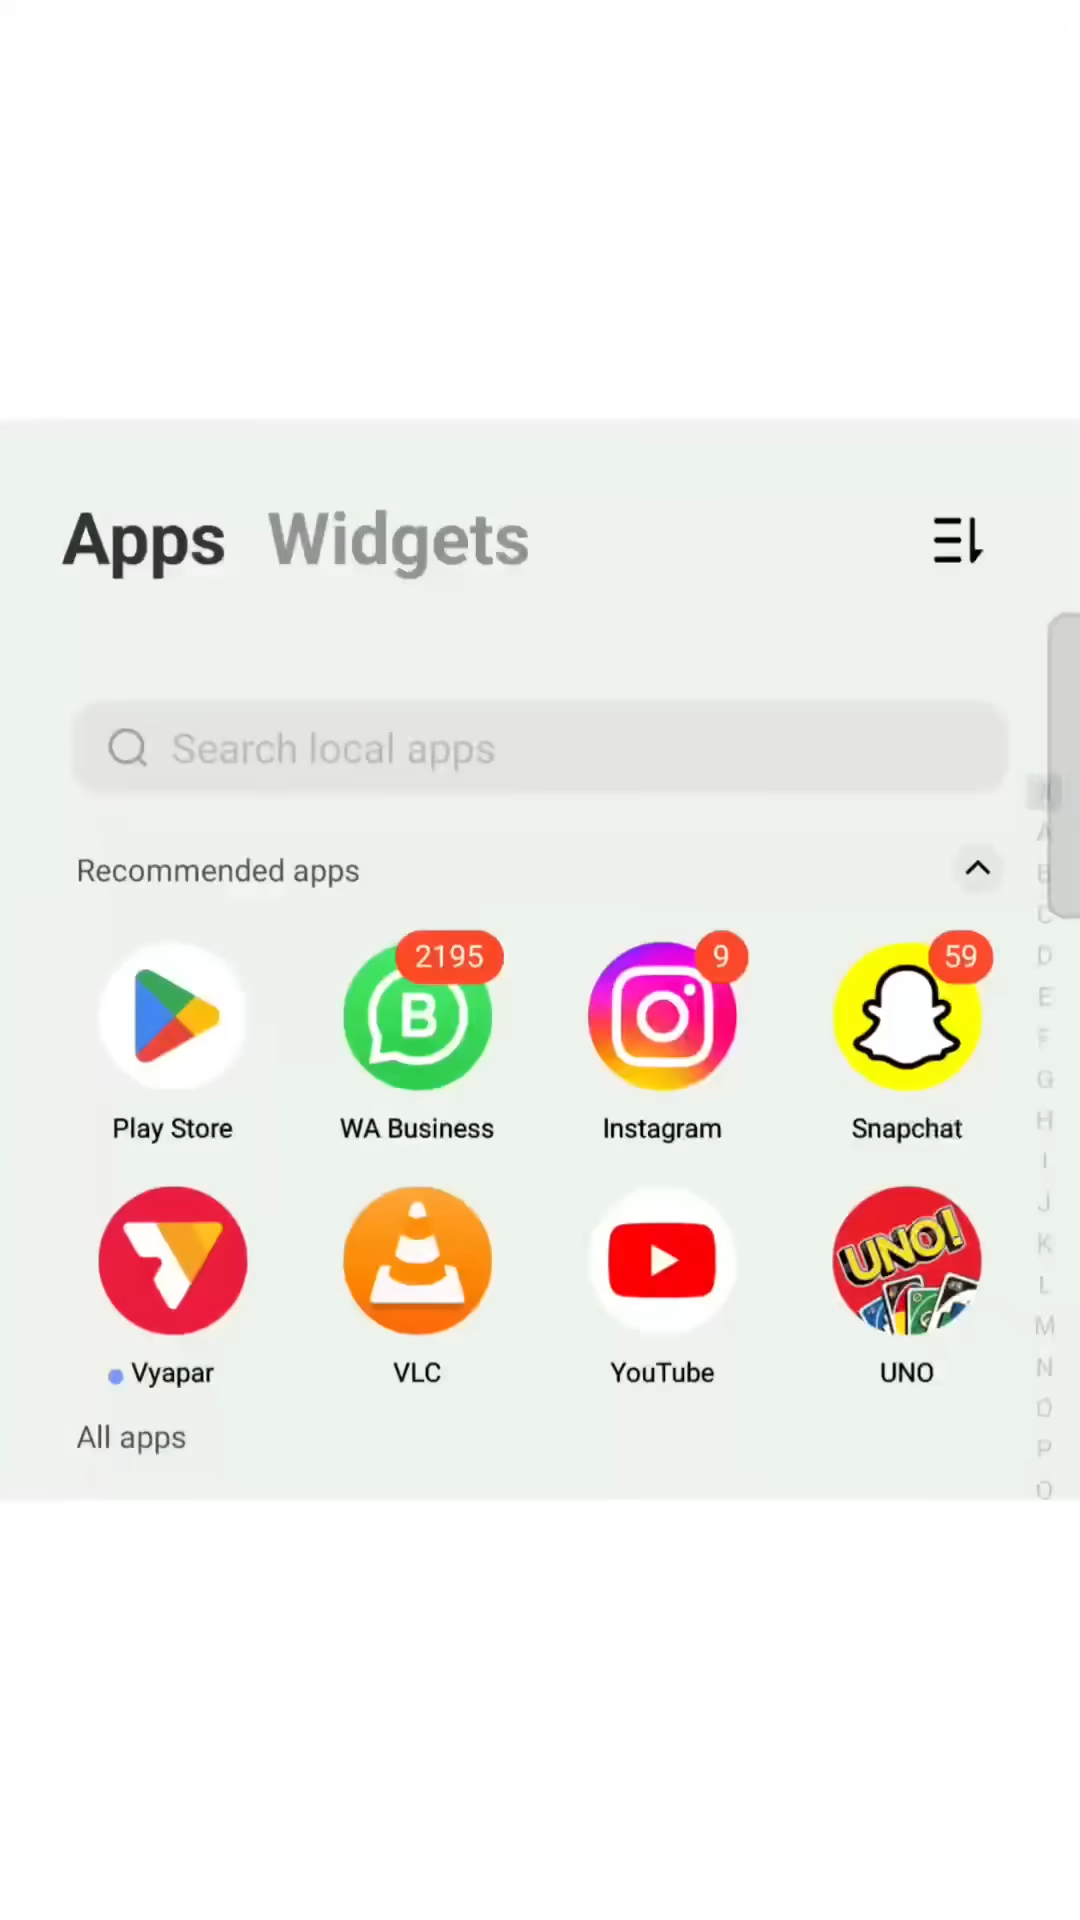 Apps Widgets
Search local apps
Recommended apps
2195 9 59
B
Play Store WA Business Instagram Snapchat
UNO!
Vyapar VLC YouTube UNO
All apps
A
B
C
D
E
F
G
H
I
J
K
L
M
N
O
P